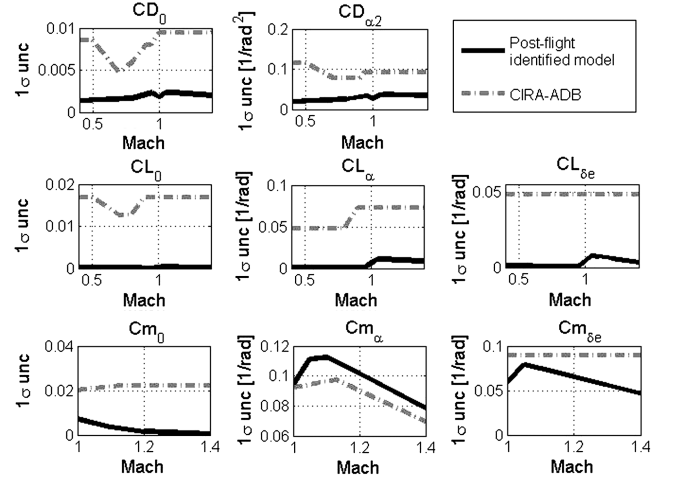 CD0
0.01
0.005
0
0.5
1
1σ unc
Mach
CDα2
0.2
0.1
0
0.5
1
1σ unc [1/rad²]
Mach
Post-flight
identified model
CIRA-ADB
CL0
0.02
0.01
0
0.5
1
1σ unc
Mach
CLα
0.1
0.05
0
0.5
1
1σ unc [1/rad]
Mach
CLδe
0.05
0
0.5
1
1σ unc [1/rad]
Mach
Cm0
0.04
0.02
0
1
1.2
1.4
1σ unc
Mach
Cmα
0.12
0.1
0.08
0.06
1
1.2
1.4
1σ unc [1/rad]
Mach
Cmδe
0.1
0.05
0
1
1.2
1.4
1σ unc [1/rad]
Mach